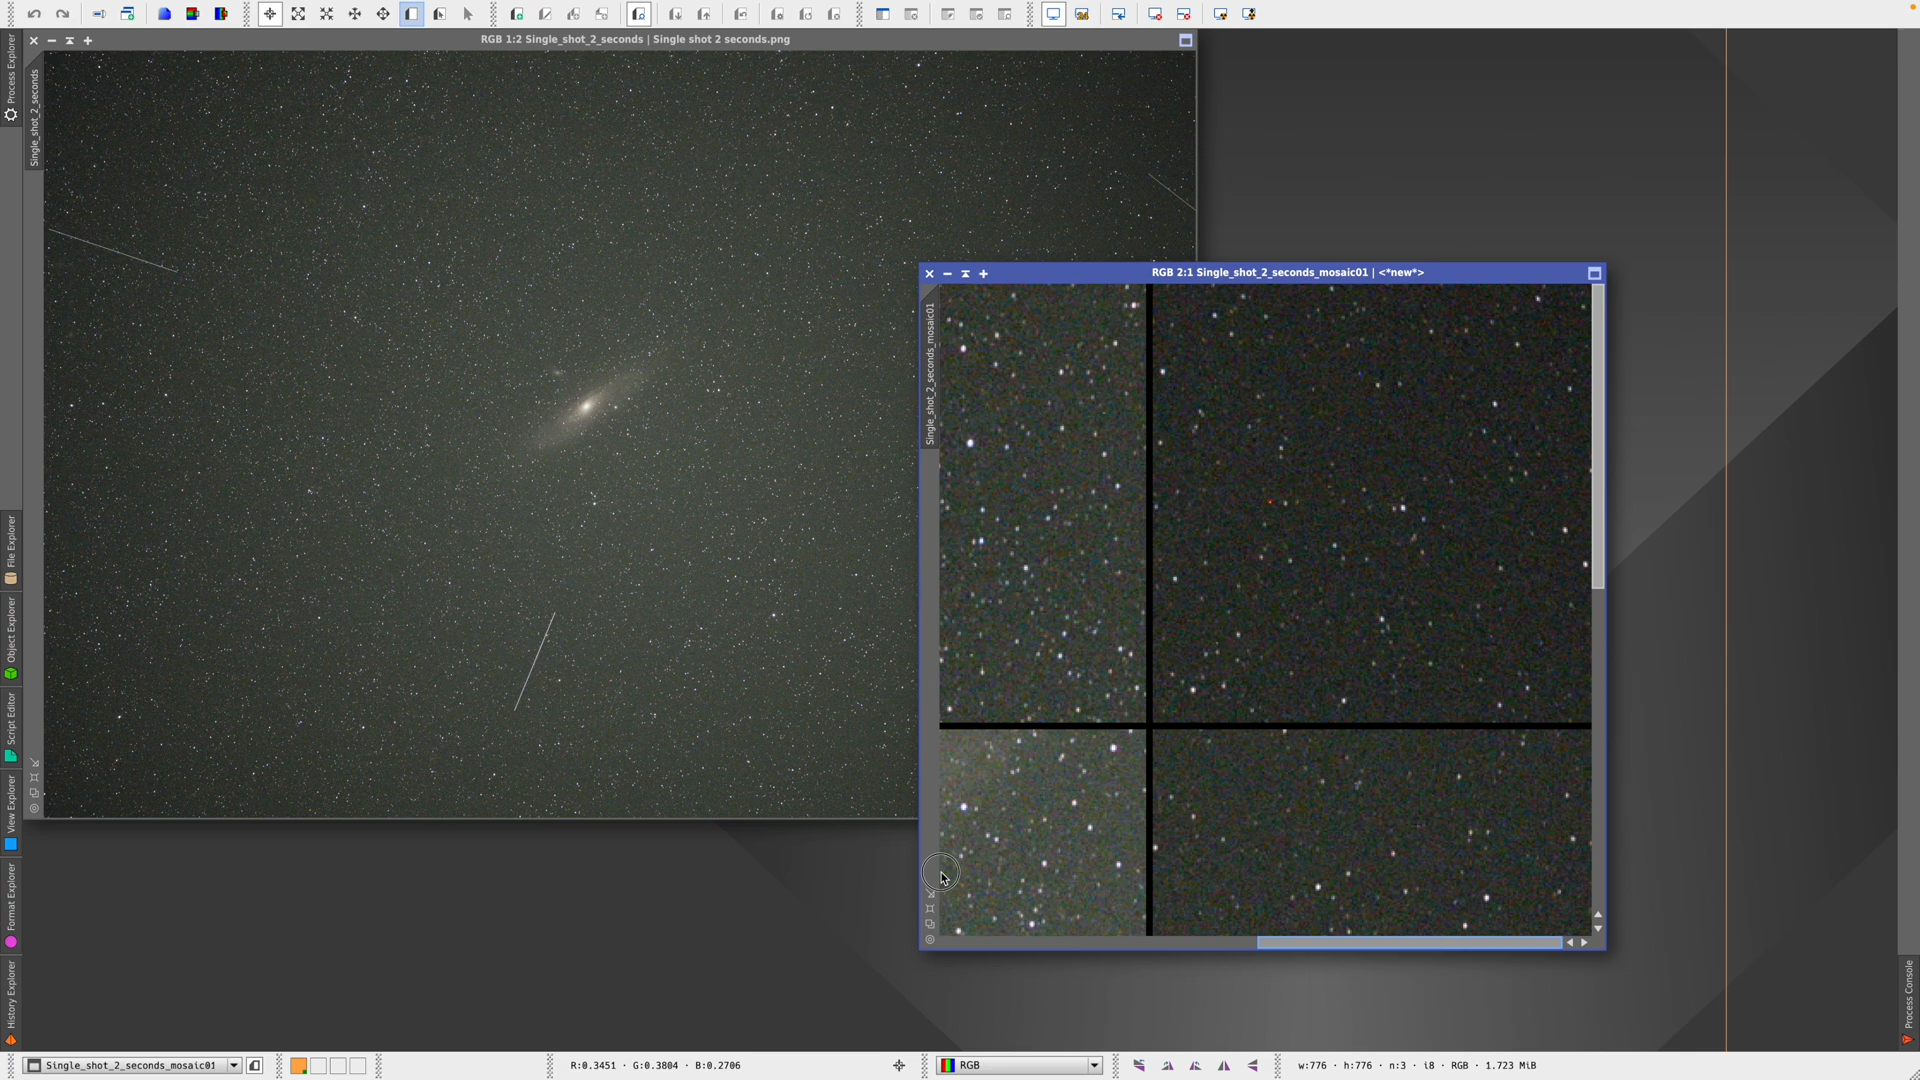 RGB 1:2 Single_shot_2_seconds | Single shot 2 seconds.png
Process Explorer
Single_shot_2_seconds
RGB 2:1 Single_shot_2_seconds_mosaic01 | <*new*>
Single_shot_2_seconds_mosaic01
File Explorer
Object Explorer
Script Editor
View Explorer
Format Explorer
History Explorer
Process Console
Single_shot_2_seconds_mosaic01
R:0.3451 · G:0.3804 · B:0.2706
RGB
w:776 · h:776 · n:3 · i8 · RGB · 1.723 MiB